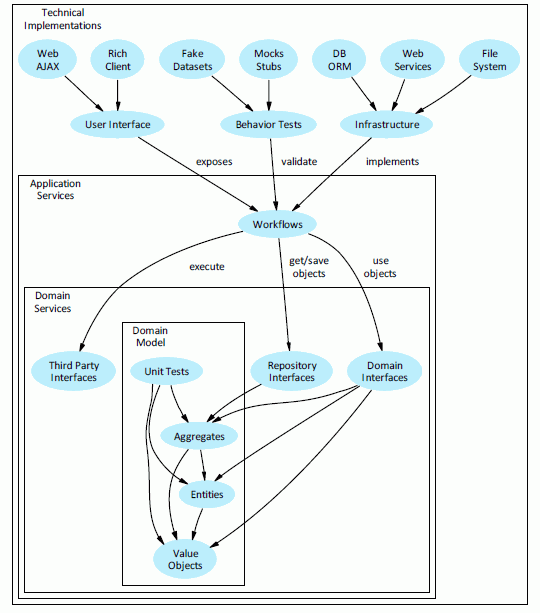 Technical
Implementations
Web
AJAX
Rich
Client
Fake
Datasets
Mocks
Stubs
DB
ORM
Web
Services
File
System
User Interface
Behavior Tests
Infrastructure
exposes
validate
implements
Application
Services
Workflows
execute
get/save
objects
use
objects
Domain
Services
Domain
Model
Third Party
Interfaces
Unit Tests
Repository
Interfaces
Domain
Interfaces
Aggregates
Entities
Value
Objects